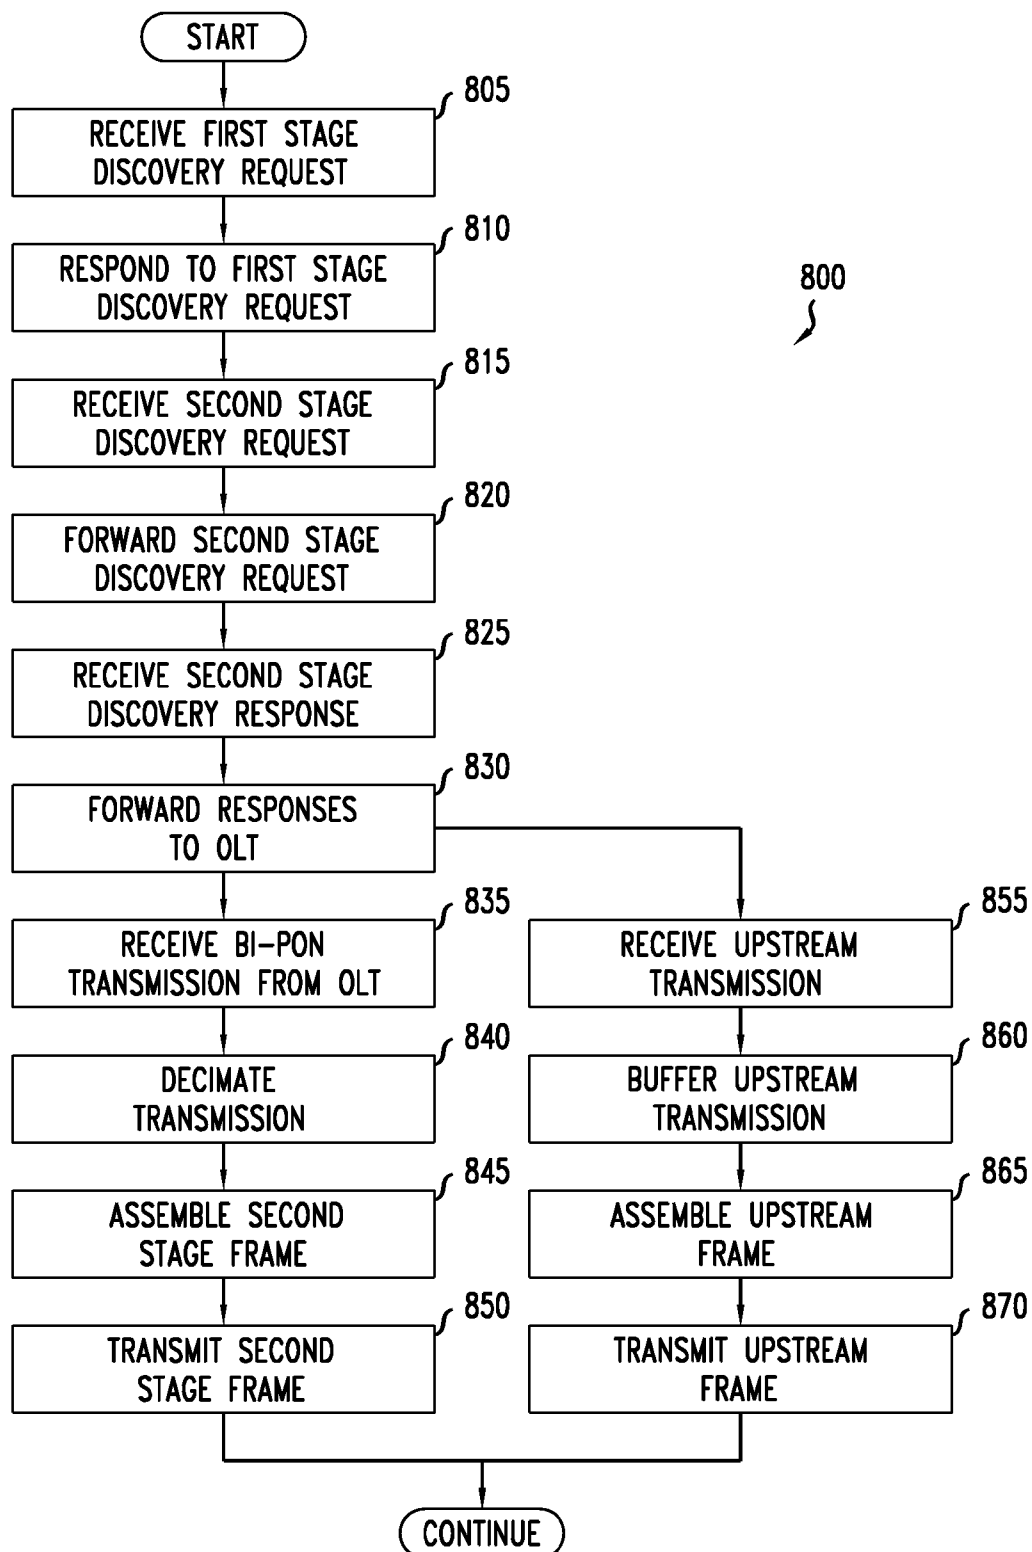 START
805
RECEIVE FIRST STAGE
DISCOVERY REQUEST
810
RESPOND TO FIRST STAGE
DISCOVERY REQUEST
800
815
RECEIVE SECOND STAGE
DISCOVERY REQUEST
820
FORWARD SECOND STAGE
DISCOVERY REQUEST
825
RECEIVE SECOND STAGE
DISCOVERY RESPONSE
830
FORWARD RESPONSES
TO OLT
835
RECEIVE BI-PON
TRANSMISSION FROM OLT
840
DECIMATE
TRANSMISSION
845
ASSEMBLE SECOND
STAGE FRAME
850
TRANSMIT SECOND
STAGE FRAME
855
RECEIVE UPSTREAM
TRANSMISSION
860
BUFFER UPSTREAM
TRANSMISSION
865
ASSEMBLE UPSTREAM
FRAME
870
TRANSMIT UPSTREAM
FRAME
CONTINUE